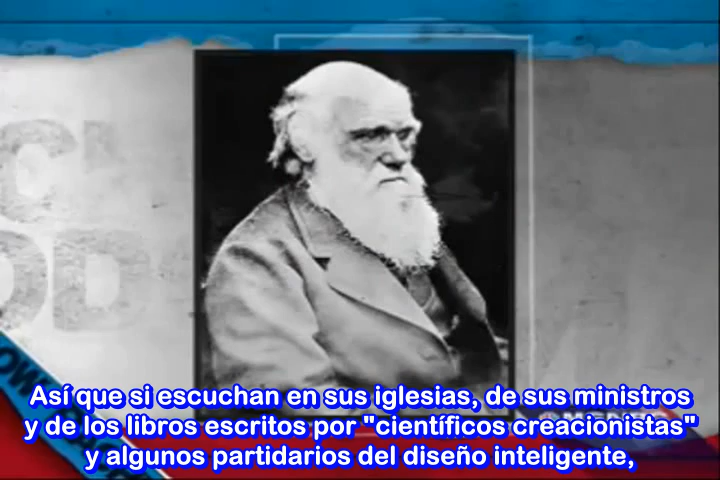 Así que si escuchan en sus iglesias, de sus ministros
y de los libros escritos por "científicos creacionistas"
y algunos partidarios del diseño inteligente,